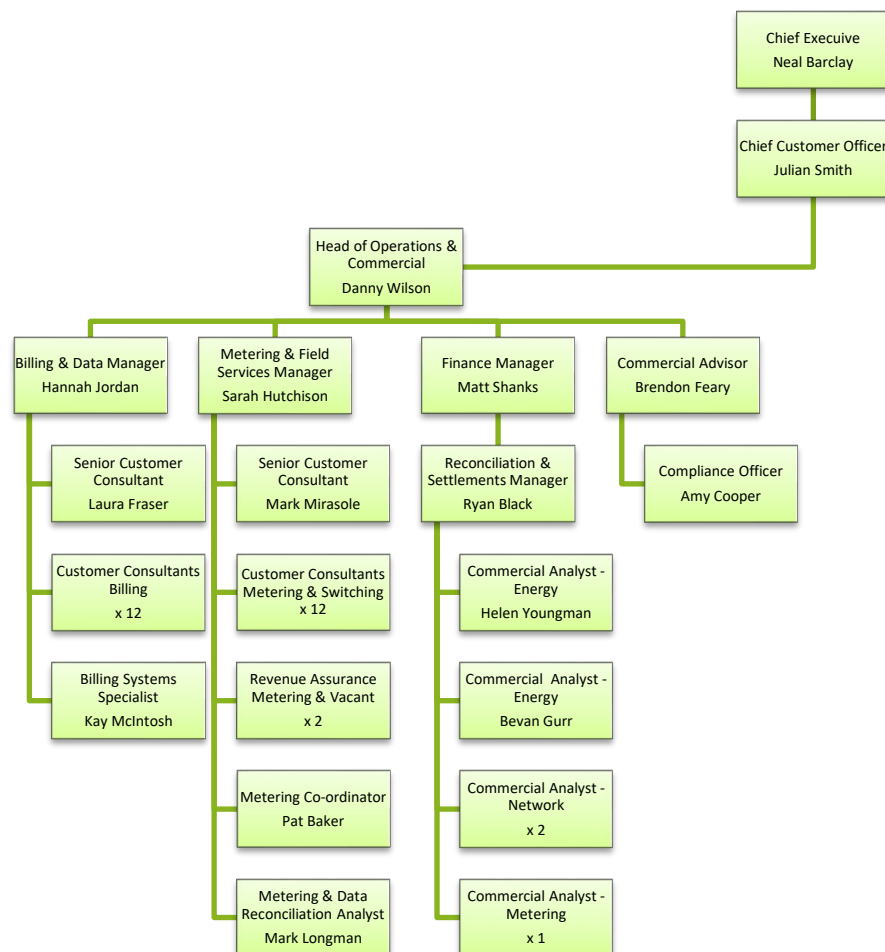 Chief Execuive
Neal Barclay
Chief Customer Officer
Julian Smith
Head of Operations &
Commercial
Danny Wilson
Billing & Data Manager
Hannah Jordan
Metering & Field
Services Manager
Sarah Hutchison
Finance Manager
Matt Shanks
Commercial Advisor
Brendon Feary
Senior Customer
Consultant
Laura Fraser
Senior Customer
Consultant
Mark Mirasole
Reconciliation &
Settlements Manager
Ryan Black
Compliance Officer
Amy Cooper
Customer Consultants
Billing
x 12
Customer Consultants
Metering & Switching
x 12
Commercial Analyst -
Energy
Helen Youngman
Billing Systems
Specialist
Kay McIntosh
Revenue Assurance
Metering & Vacant
x 2
Commercial Analyst -
Energy
Bevan Gurr
Metering Co-ordinator
Pat Baker
Commercial Analyst -
Network
x 2
Metering & Data
Reconciliation Analyst
Mark Longman
Commercial Analyst -
Metering
x 1